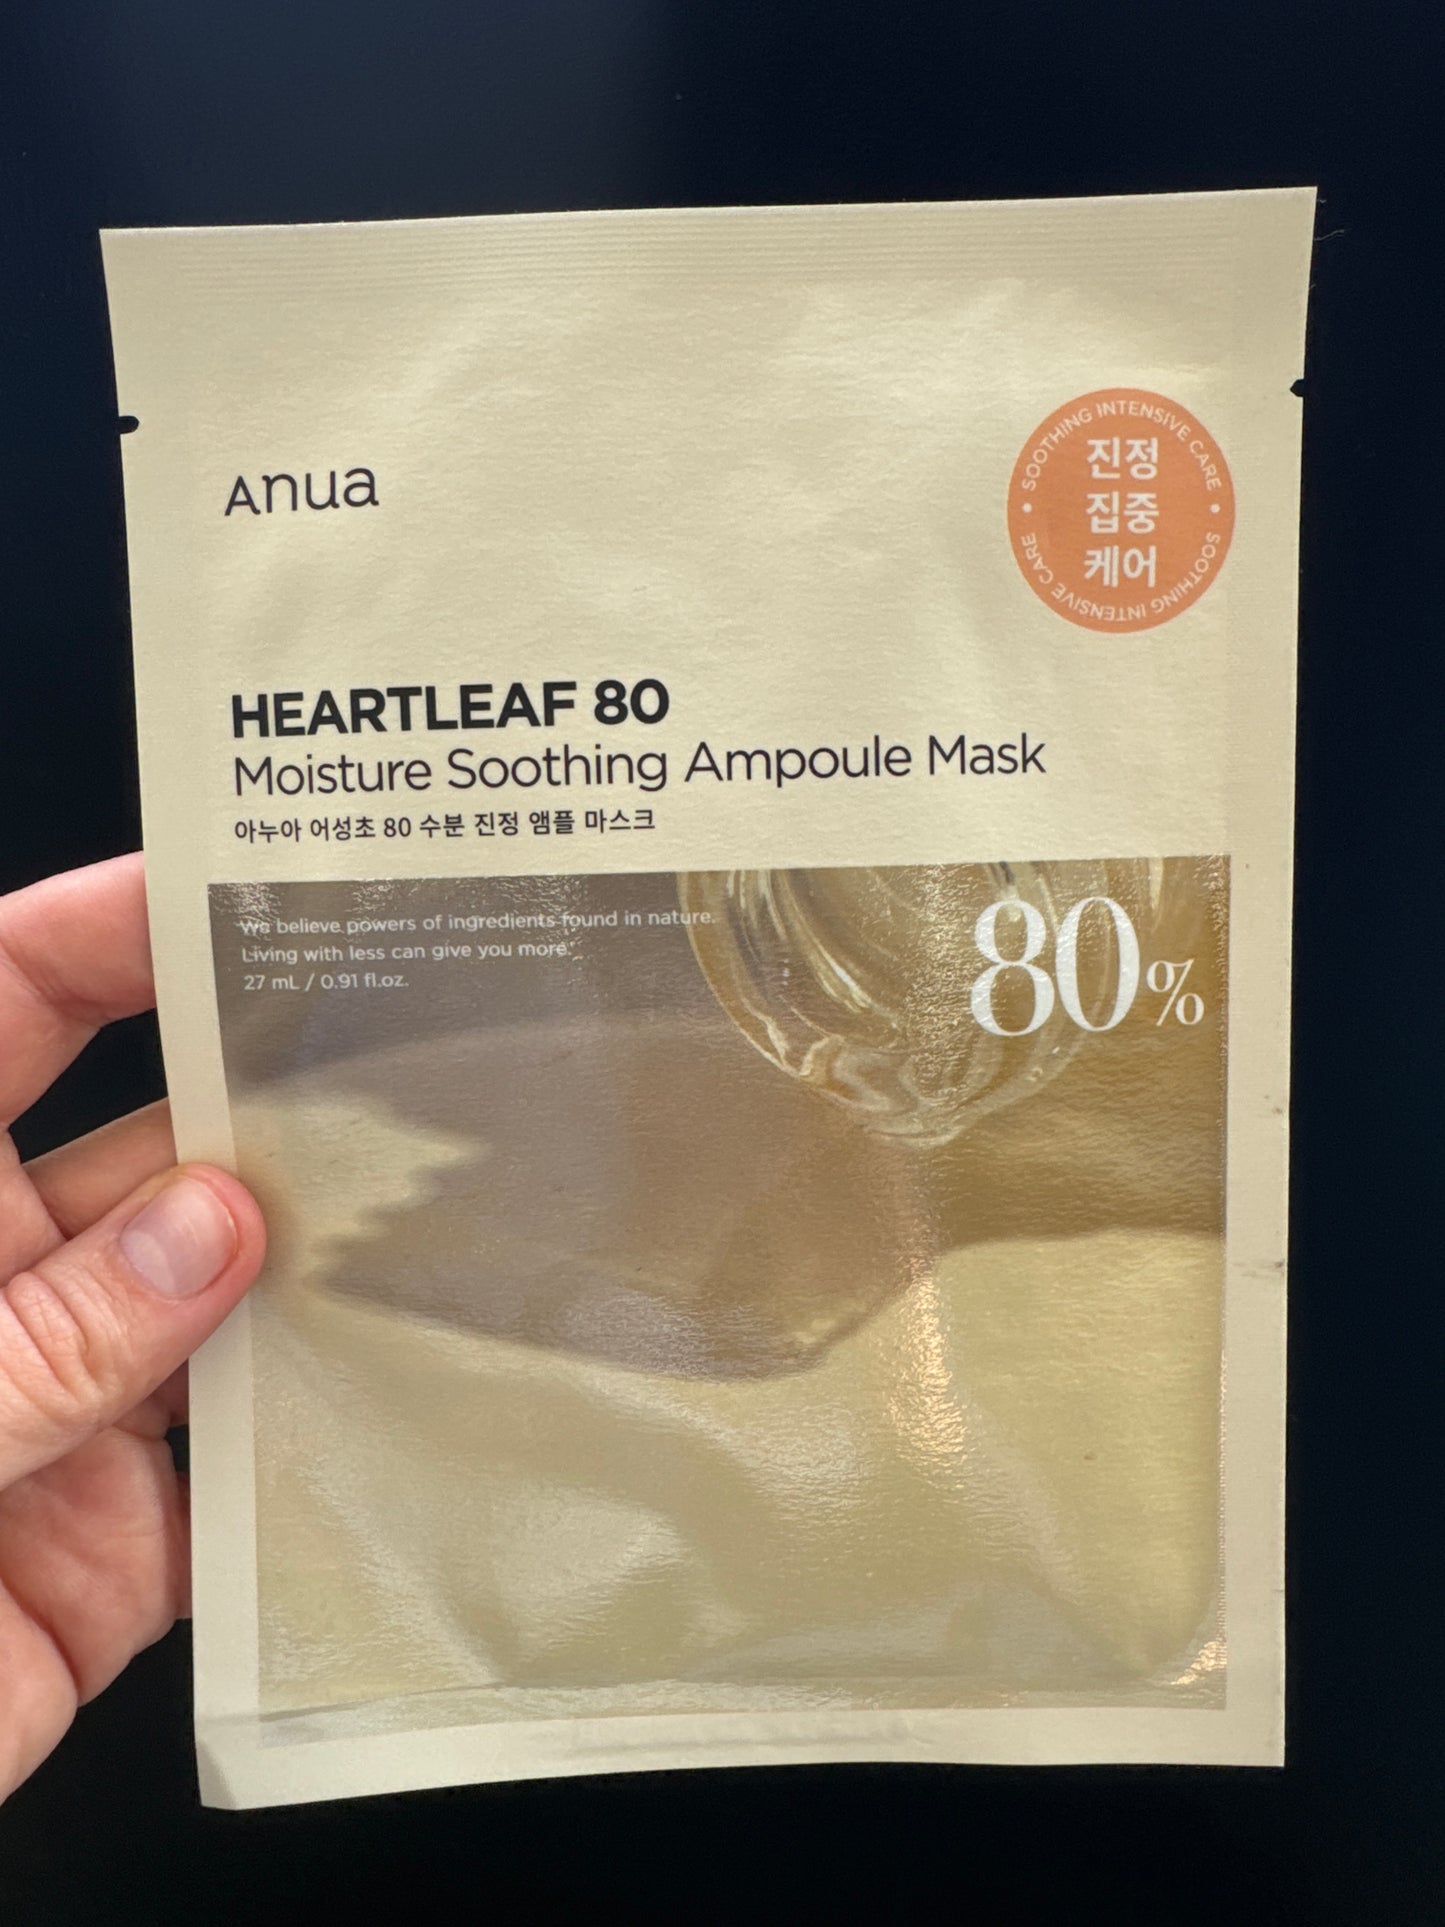 Anua
SOOTHING INTENSIVE CARE
진정
집중
케어
SOOTHING INTENSIVE CARE
HEARTLEAF 80
Moisture Soothing Ampoule Mask
아누아 어성초 80 수분 진정 앰플 마스크
We believe powers of ingredients found in nature.
Living with less can give you more.
27 mL / 0.91 fl.oz.
80%